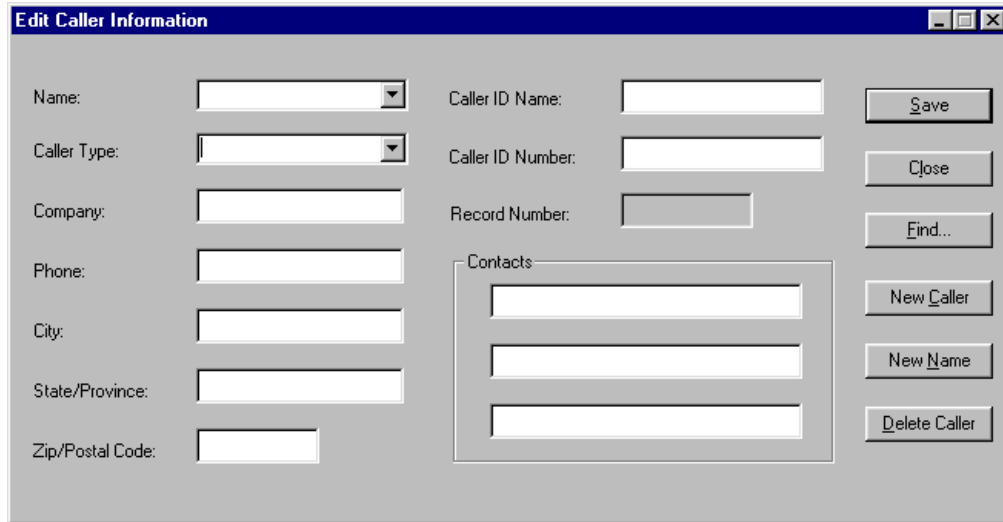 Edit Caller Information
Name:
Caller ID Name:
Save
Caller Type:
Caller ID Number:
Close
Company:
Record Number:
Find...
Phone:
Contacts
New Caller
City:
New Name
State/Province:
Delete Caller
Zip/Postal Code: